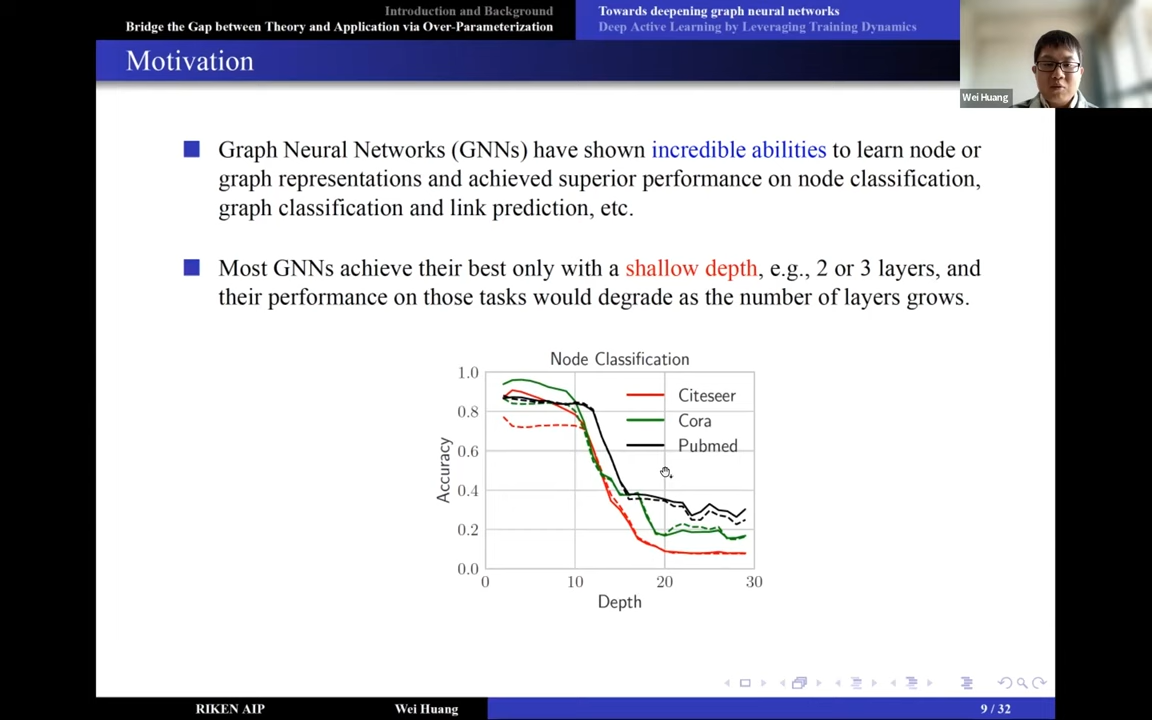 Introduction and Background
Bridge the Gap between Theory and Application via Over-Parameterization
Towards deepening graph neural networks
Deep Active Learning by Leveraging Training Dynamics
Motivation
Wei Huang
Graph Neural Networks (GNNs) have shown incredible abilities to learn node or
graph representations and achieved superior performance on node classification,
graph classification and link prediction, etc.
Most GNNs achieve their best only with a shallow depth, e.g., 2 or 3 layers, and
their performance on those tasks would degrade as the number of layers grows.
Node Classification
1.0
0.8
0.6
0.4
0.2
0.0
Accuracy
Citeseer
Cora
Pubmed
0 10 20 30
Depth
RIKEN AIP Wei Huang 9 / 32